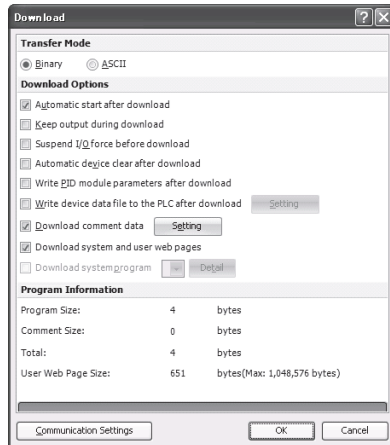 Download
Transfer Mode
Binary ASCII
Download Options
Automatic start after download
Keep output during download
Suspend I/O force before download
Automatic device clear after download
Write PID module parameters after download
Write device data file to the PLC after download Setting
Download comment data Setting
Download system and user web pages
Download system program Detail
Program Information
Program Size: 4 bytes
Comment Size: 0 bytes
Total: 4 bytes
User Web Page Size: 651 bytes(Max: 1,048,576 bytes)
Communication Settings OK Cancel